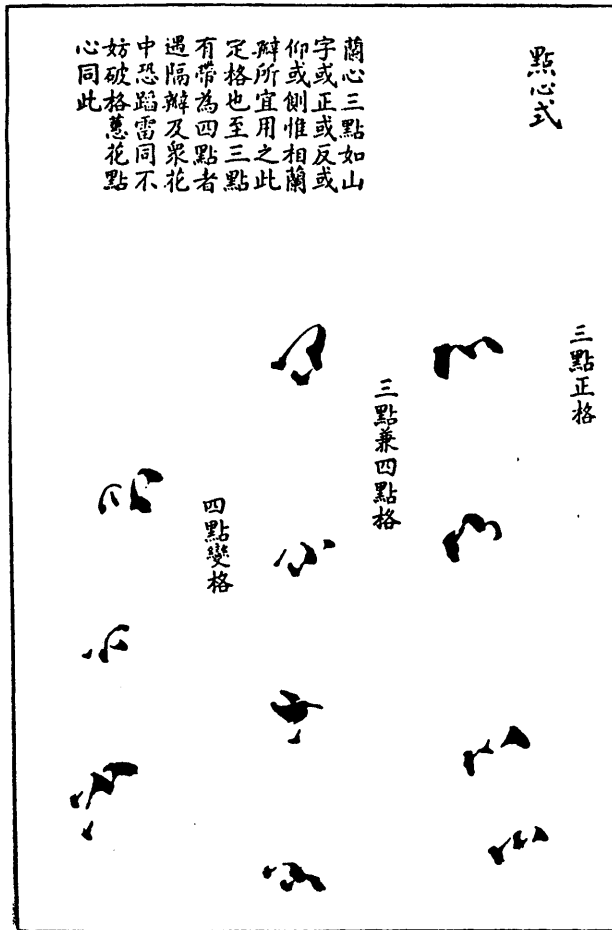 點心式
蘭心三點如山
字或正或反或
仰或側惟相蘭
辦所宜用之此
定格也至三點
有帶為四點者
遇隔辦及衆花
中恐蹈雷同不
妨破格蕙花點
心同此
三點正格
三點兼四點格
四點變格